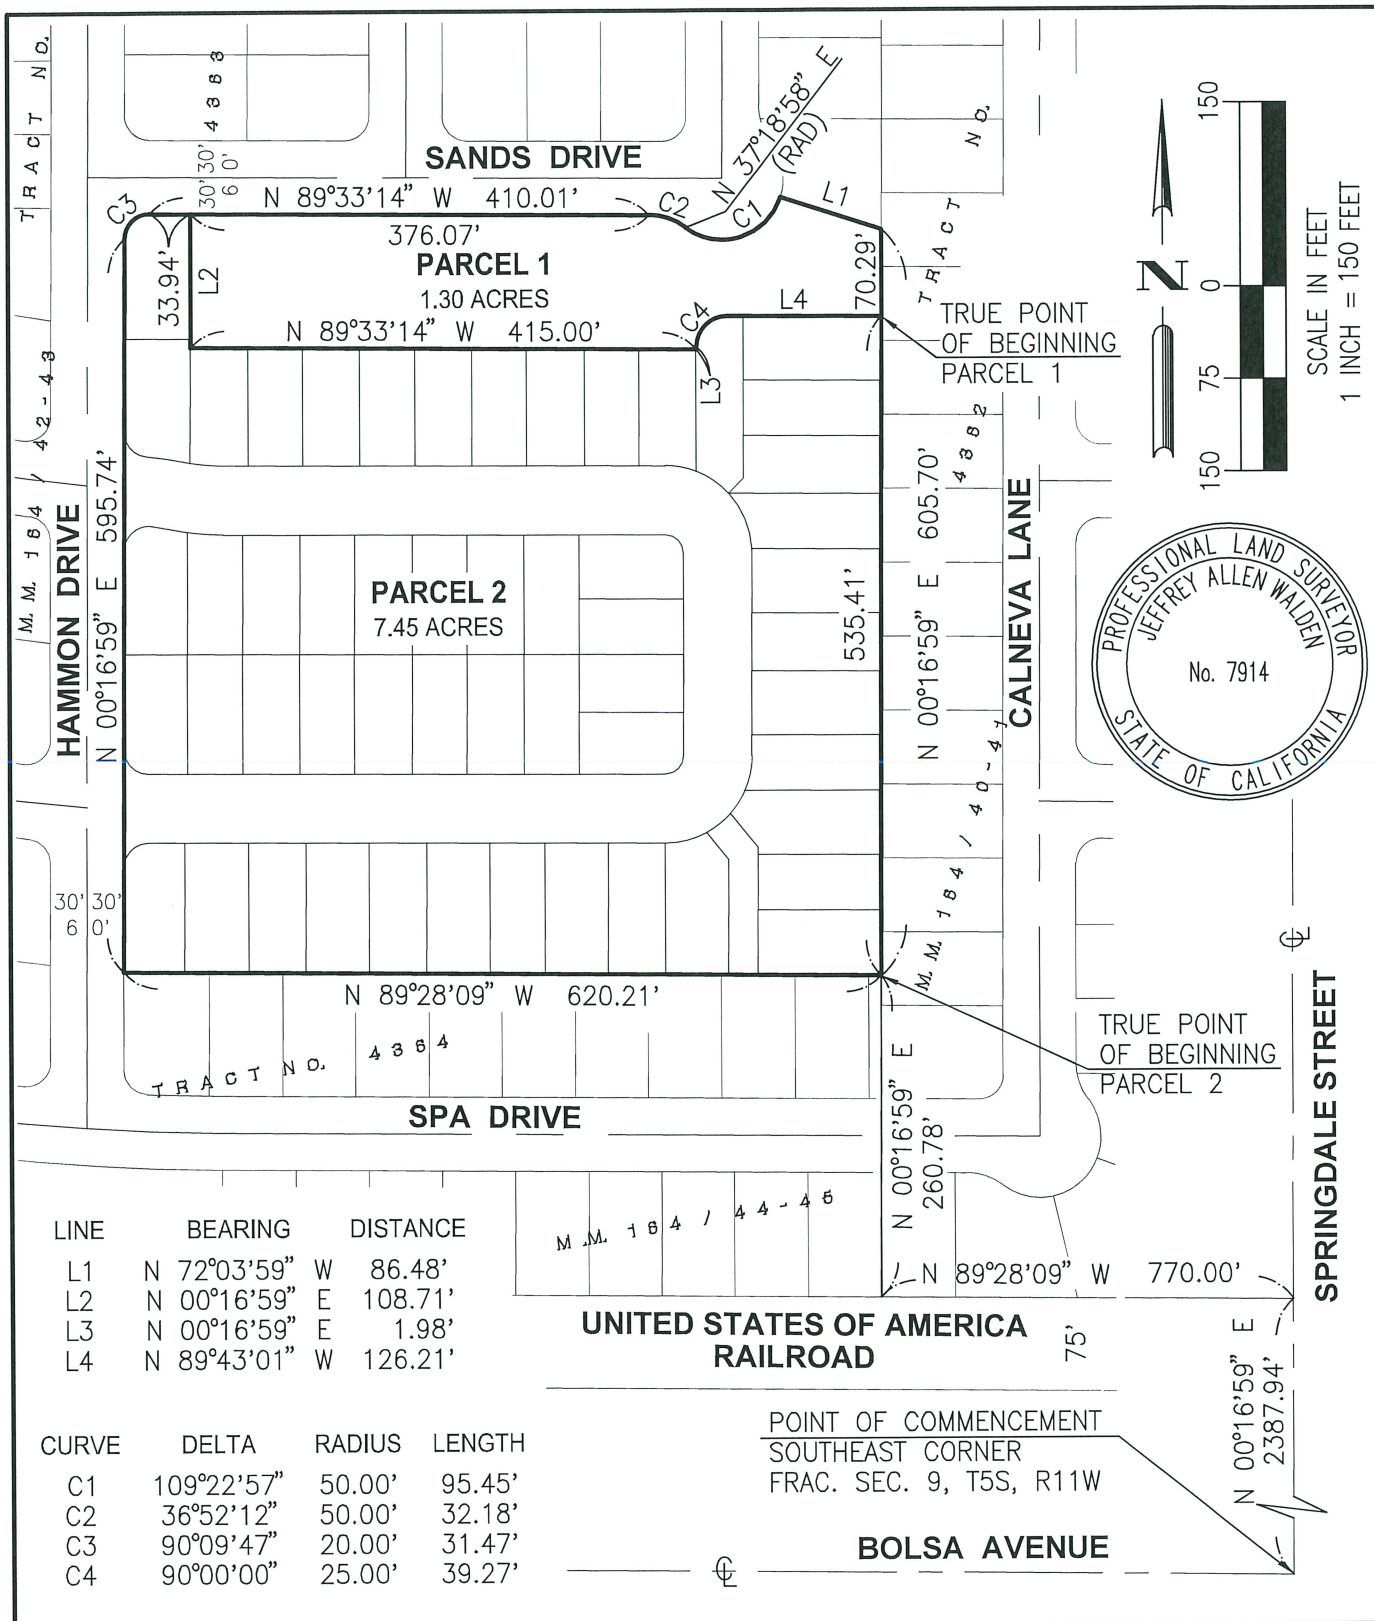 TRACT NO.
4363
30' 30'
60'
SANDS DRIVE
N 37°18'58" E
(RAD)
NO.
N 89°33'14" W 410.01'
C3
C2
C1
L1
376.07'
33.94'
L2
PARCEL 1
1.30 ACRES
70.29'
TRACT
C4
L4
N 89°33'14" W 415.00'
L3
TRUE POINT
OF BEGINNING
PARCEL 1
150
0
75
150
N
SCALE IN FEET
1 INCH = 150 FEET
M. M. 164 / 42-43
HAMMON DRIVE
N 00°16'59" E 595.74'
PARCEL 2
7.45 ACRES
535.41'
N 00°16'59" E 605.70'
4362
CALNEVA LANE
PROFESSIONAL LAND SURVEYOR
JEFFREY ALLEN WALDEN
No. 7914
STATE OF CALIFORNIA
M. M. 164 / 40-41
30' 30'
60'
N 89°28'09" W 620.21'
TRACT NO. 4364
SPA DRIVE
TRUE POINT
OF BEGINNING
PARCEL 2
N 00°16'59" E
260.78'
SPRINGDALE STREET
M.M. 164 / 44-45
N 89°28'09" W 770.00'
UNITED STATES OF AMERICA
RAILROAD
75'
N 00°16'59" E
2387.94'
LINE BEARING DISTANCE
L1 N 72°03'59" W 86.48'
L2 N 00°16'59" E 108.71'
L3 N 00°16'59" E 1.98'
L4 N 89°43'01" W 126.21'
CURVE DELTA RADIUS LENGTH
C1 109°22'57" 50.00' 95.45'
C2 36°52'12" 50.00' 32.18'
C3 90°09'47" 20.00' 31.47'
C4 90°00'00" 25.00' 39.27'
POINT OF COMMENCEMENT
SOUTHEAST CORNER
FRAC. SEC. 9, T5S, R11W
BOLSA AVENUE